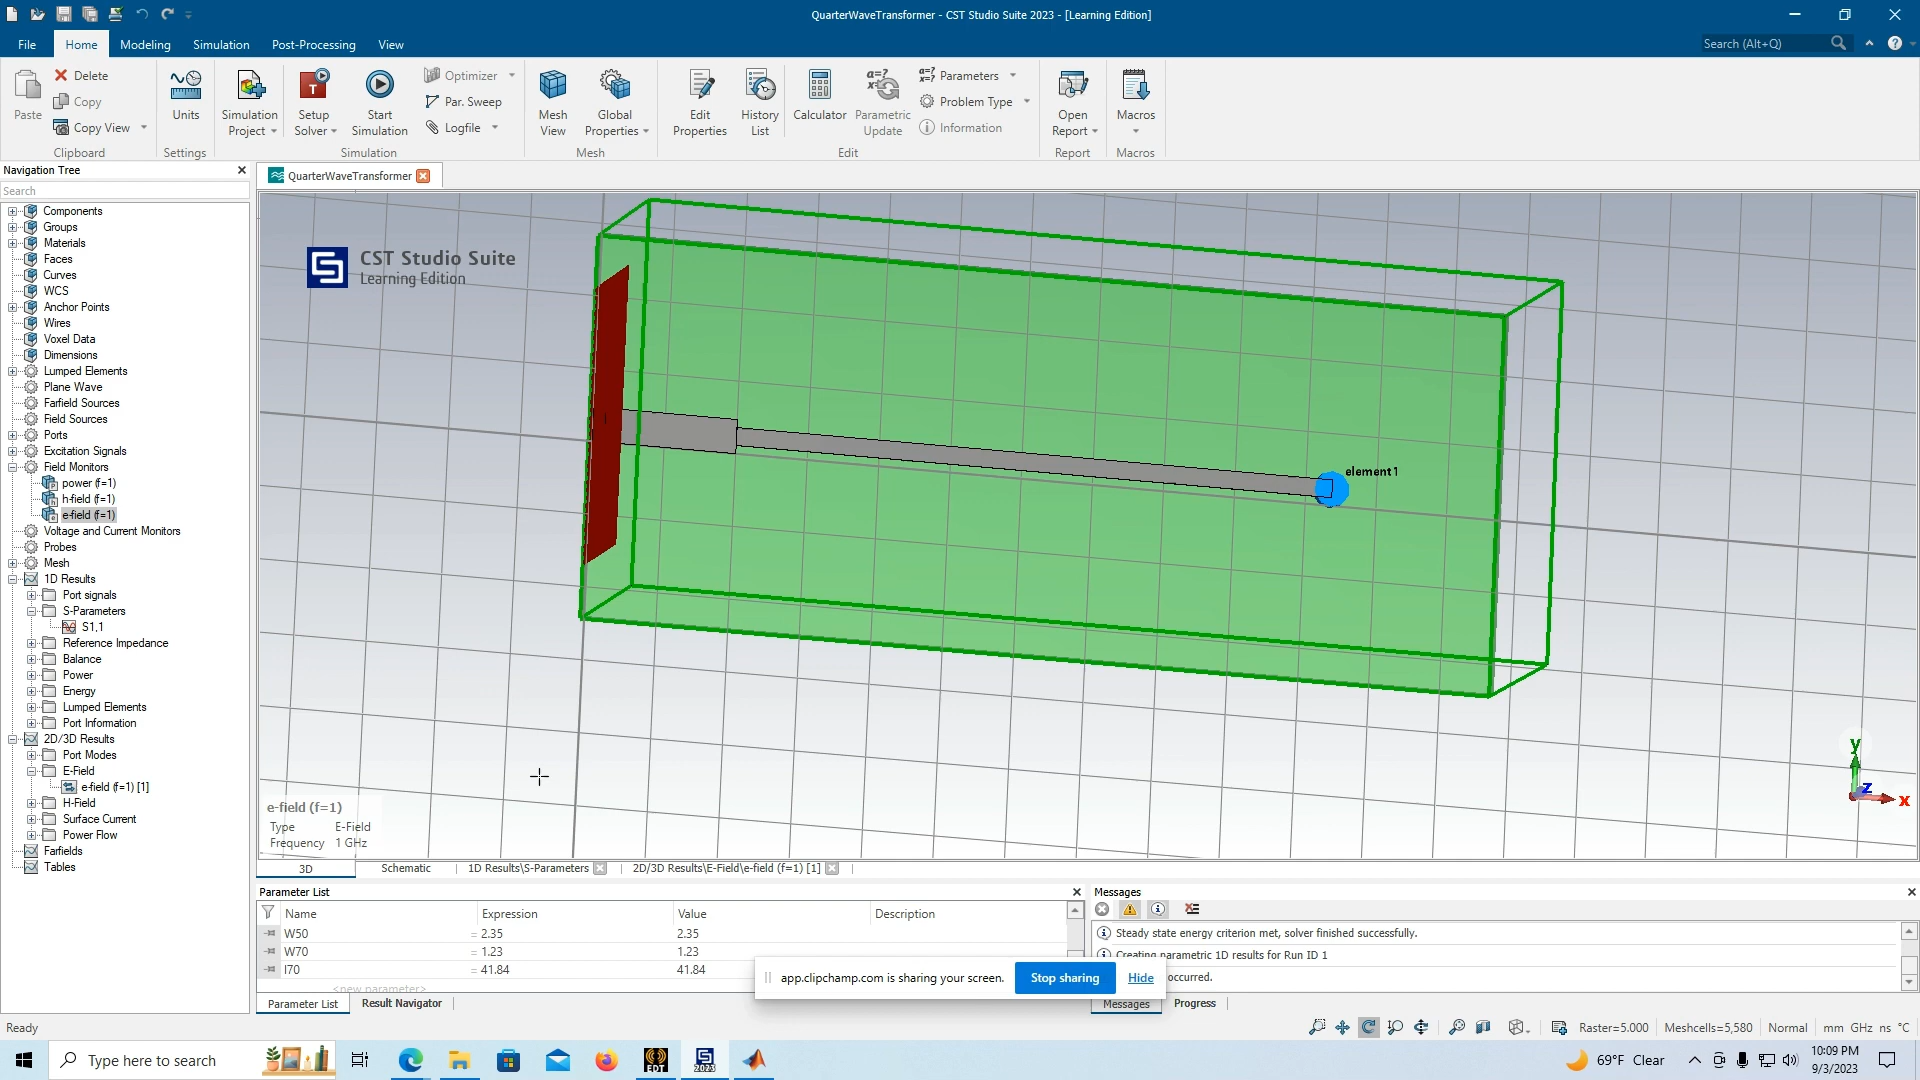 QuarterWaveTransformer - CST Studio Suite 2023 - [Learning Edition]
File Home Modeling Simulation Post-Processing View Search (Alt+Q)
Paste Delete Copy Copy View Clipboard
Units Settings
Simulation Project Setup Solver Start Simulation Optimizer Par. Sweep Logfile Simulation
Mesh View Global Properties Mesh
Edit Properties History List Calculator Parametric Update Parameters Problem Type Information Edit
Open Report Report
Macros Macros
Navigation Tree
Search
Components
Groups
Materials
Faces
Curves
WCS
Anchor Points
Wires
Voxel Data
Dimensions
Lumped Elements
Plane Wave
Farfield Sources
Field Sources
Ports
Excitation Signals
Field Monitors
power (f=1)
h-field (f=1)
e-field (f=1)
Voltage and Current Monitors
Probes
Mesh
1D Results
Port signals
S-Parameters
S1,1
Reference Impedance
Balance
Power
Energy
Lumped Elements
Port Information
2D/3D Results
Port Modes
E-Field
e-field (f=1) [1]
H-Field
Surface Current
Power Flow
Farfields
Tables
QuarterWaveTransformer
CST Studio Suite
Learning Edition
element1
y
z
x
e-field (f=1)
Type E-Field
Frequency 1 GHz
3D Schematic 1D Results\S-Parameters 2D/3D Results\E-Field\e-field (f=1) [1]
Parameter List
Name Expression Value Description
W50 = 2.35 2.35
W70 = 1.23 1.23
l70 = 41.84 41.84
<new parameter>
Parameter List Result Navigator
Messages
Steady state energy criterion met, solver finished successfully.
Creating parametric 1D results for Run ID 1
occurred.
Messages Progress
app.clipchamp.com is sharing your screen. Stop sharing Hide
Ready Raster=5.000 Meshcells=5,580 Normal mm GHz ns °C
Type here to search EDT 2023 69°F Clear 10:09 PM
9/3/2023